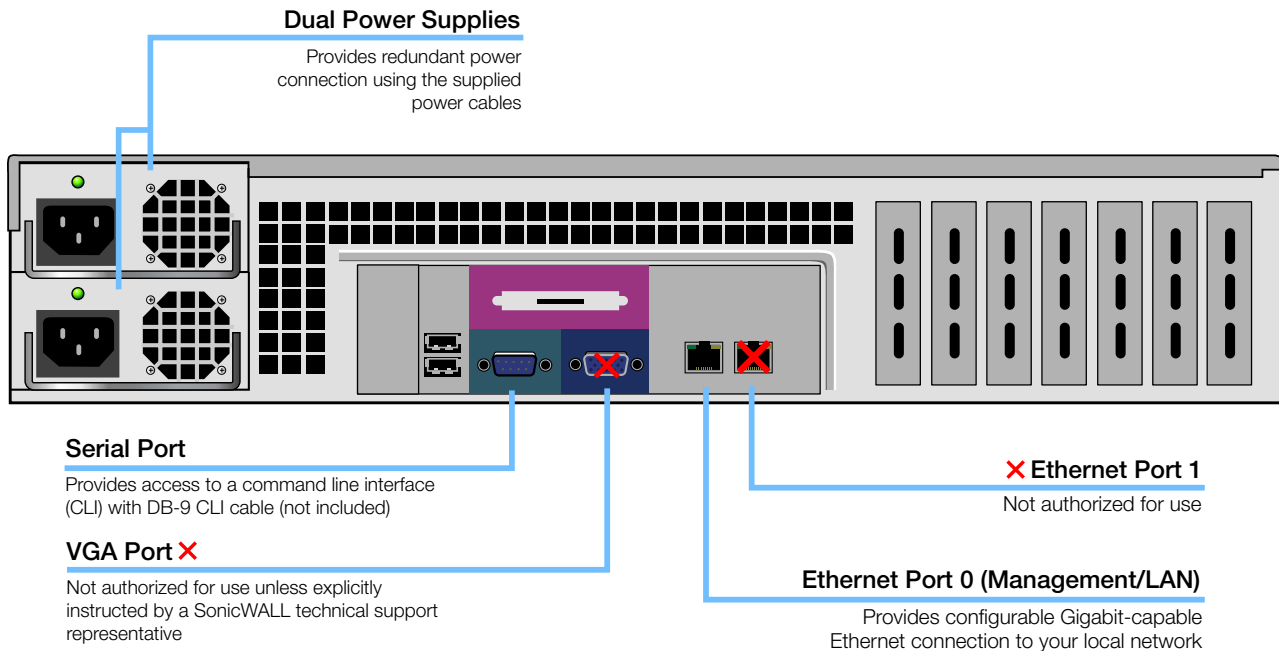 Dual Power Supplies
Provides redundant power
connection using the supplied
power cables
Serial Port
Provides access to a command line interface
(CLI) with DB-9 CLI cable (not included)
VGA Port
Not authorized for use unless explicitly
instructed by a SonicWALL technical support
representative
Ethernet Port 1
Not authorized for use
Ethernet Port 0 (Management/LAN)
Provides configurable Gigabit-capable
Ethernet connection to your local network